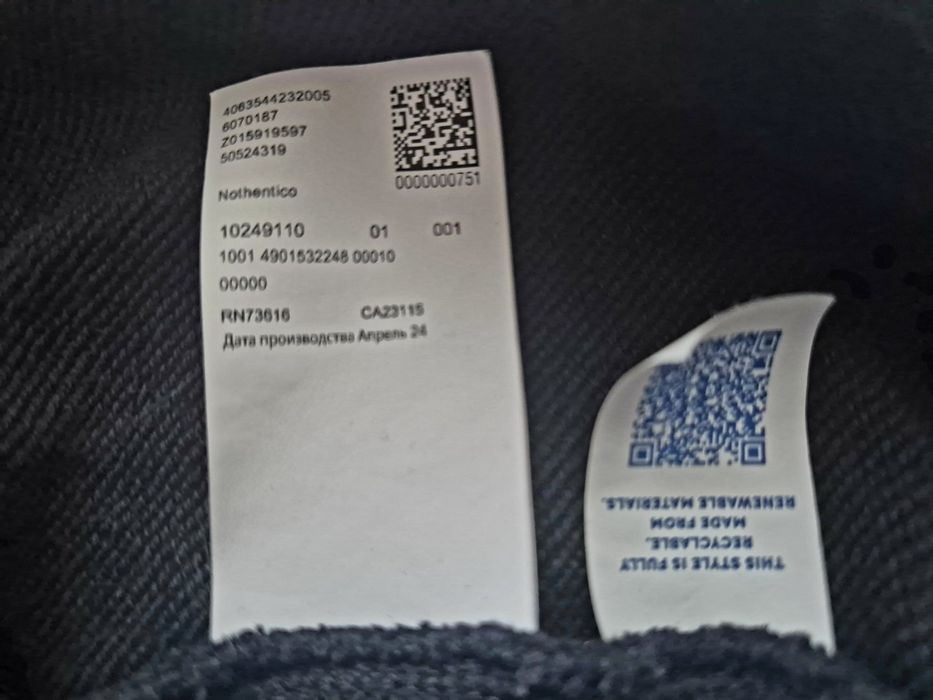 4063544232005
6070187
Z015919597
50524319
0000000751
Nothentico
10249110 01 001
1001 4901532248 00010
00000
RN73616 CA23115
Дата производства Апрель 24
THIS STYLE IS FULLY
RECYCLABLE.
MADE FROM
RENEWABLE MATERIALS.